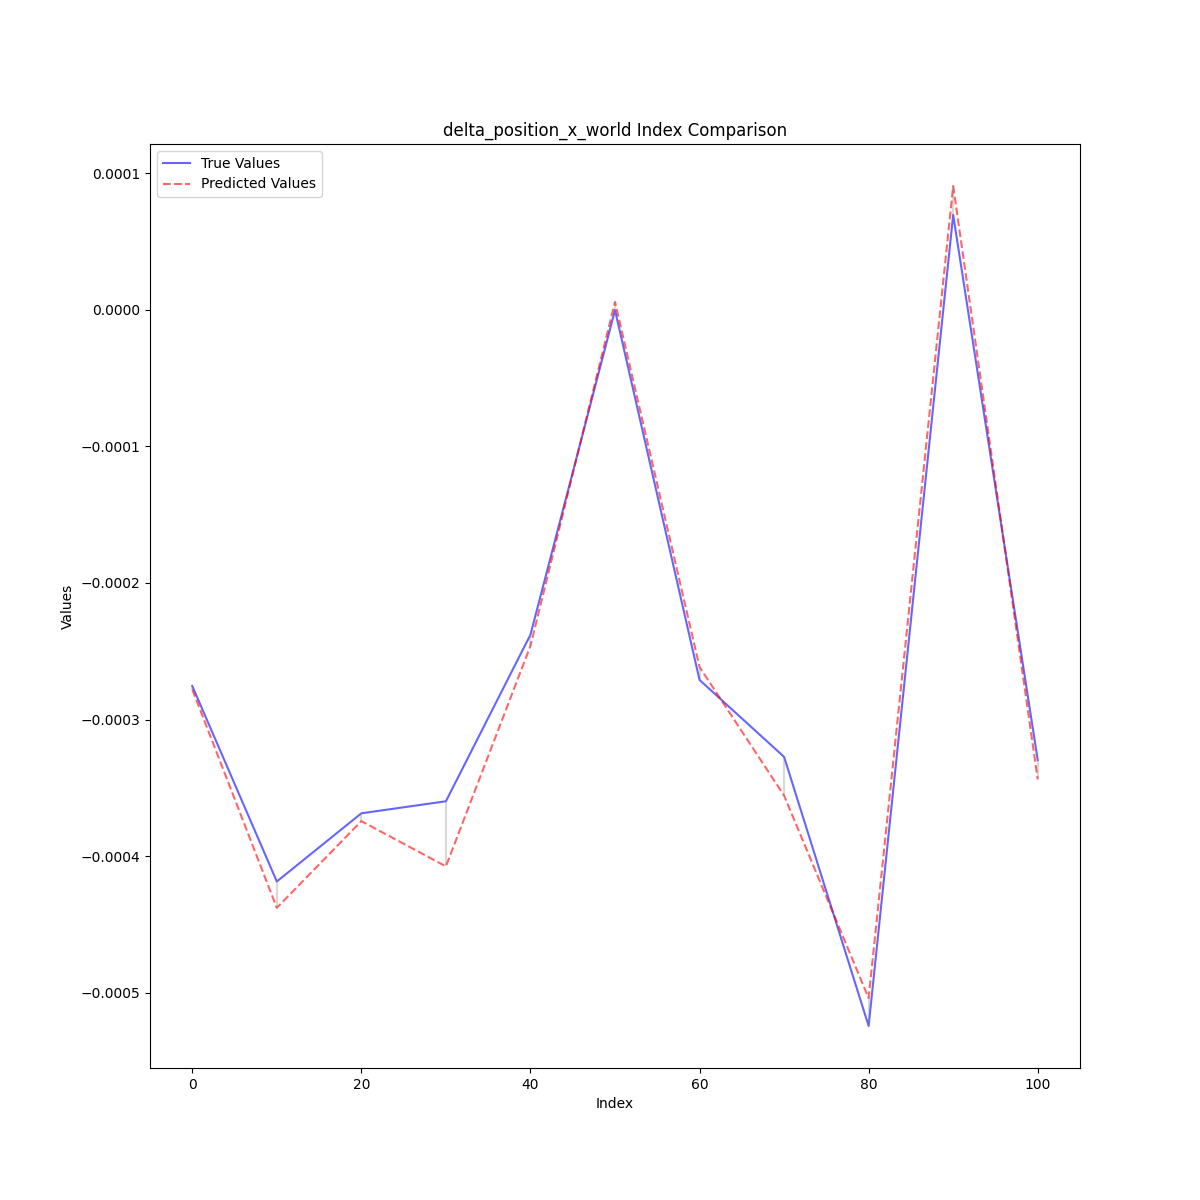 delta_position_x_world Index Comparison
True Values
Predicted Values
0.0001
0.0000
−0.0001
−0.0002
−0.0003
−0.0004
−0.0005
Values
0 20 40 60 80 100
Index